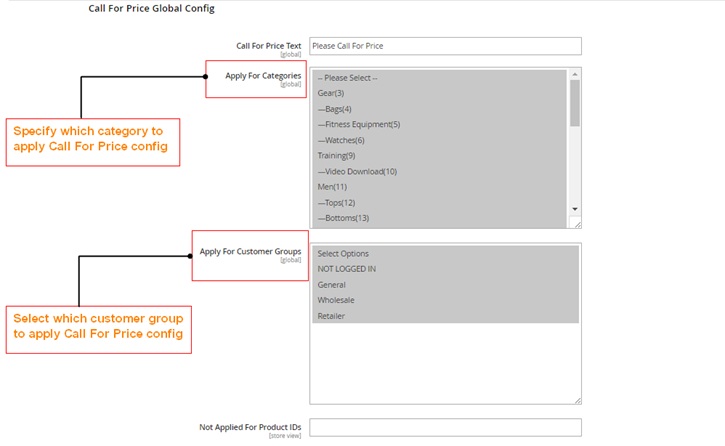 Call For Price Global Config
Call For Price Text
[global]
Please Call For Price
Apply For Categories
[global]
-- Please Select --
Gear(3)
---Bags(4)
---Fitness Equipment(5)
---Watches(6)
Training(9)
---Video Download(10)
Men(11)
---Tops(12)
---Bottoms(13)
Specify which category to
apply Call For Price config
Apply For Customer Groups
[global]
Select Options
NOT LOGGED IN
General
Wholesale
Retailer
Select which customer group
to apply Call For Price config
Not Applied For Product IDs
[store view]